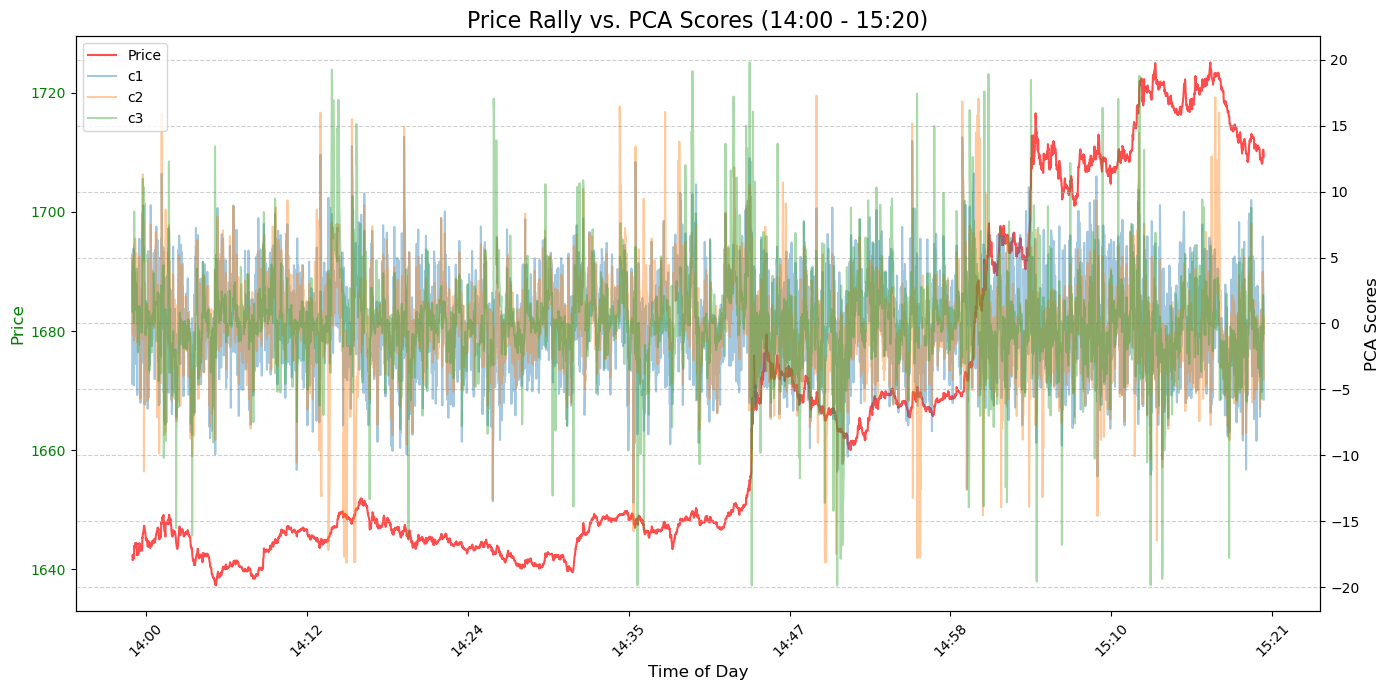 Price Rally vs. PCA Scores (14:00 - 15:20)
Price
c1
c2
c3
1720
1700
1680
1660
1640
Price
20
15
10
5
0
−5
−10
−15
−20
PCA Scores
14:00
14:12
14:24
14:35
14:47
14:58
15:10
15:21
Time of Day